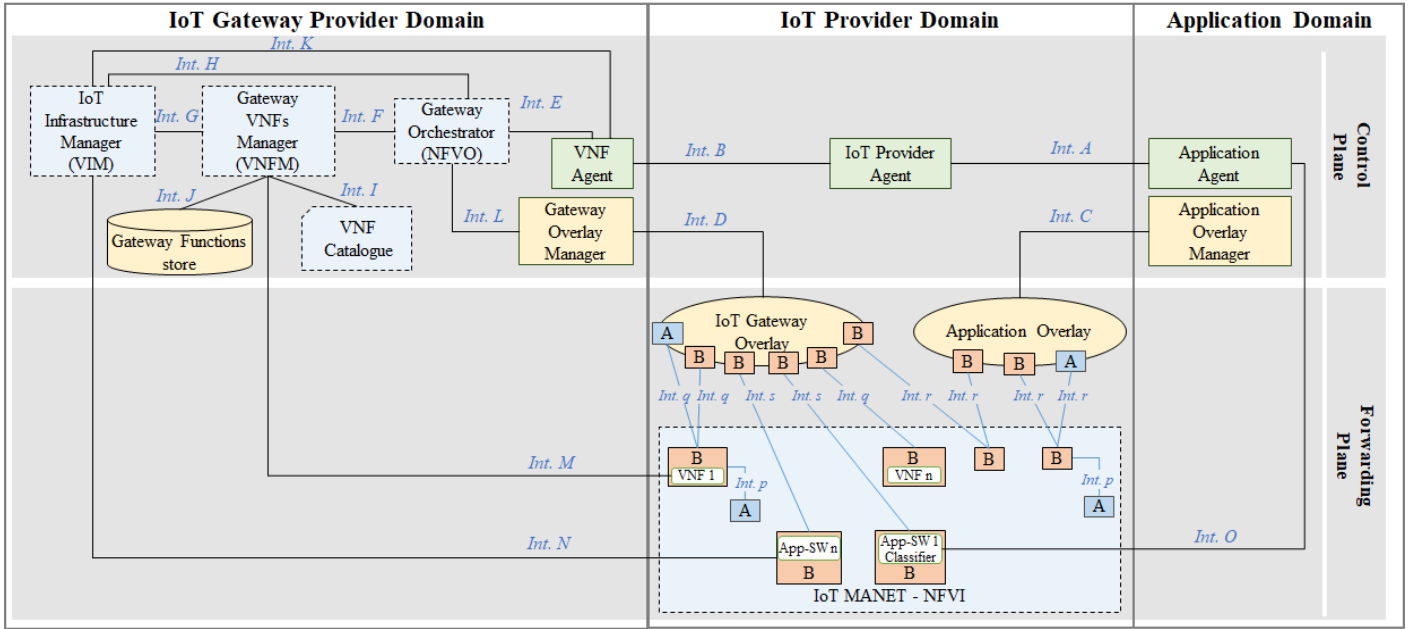 IoT Gateway Provider Domain
IoT Provider Domain
Application Domain
Int. K
Int. H
IoT
Infrastructure
Manager
(VIM)
Int. G
Gateway
VNFs
Manager
(VNFM)
Int. F
Gateway
Orchestrator
(NFVO)
Int. E
VNF
Agent
Int. B
IoT Provider
Agent
Int. A
Application
Agent
Control
Plane
Int. J
Int. I
Gateway Functions
store
VNF
Catalogue
Int. L
Gateway
Overlay
Manager
Int. D
Int. C
Application
Overlay
Manager
IoT Gateway
Overlay
A
B
B
B
B
B
Application Overlay
B
B
A
Int. q
Int. q
Int. s
Int. s
Int. q
Int. r
Int. r
Int. r
Int. r
Forwarding
Plane
Int. M
B
VNF 1
Int. p
A
B
VNF n
B
B
Int. p
A
Int. N
App-SW n
B
App-SW 1
Classifier
B
Int. O
IoT MANET - NFVI